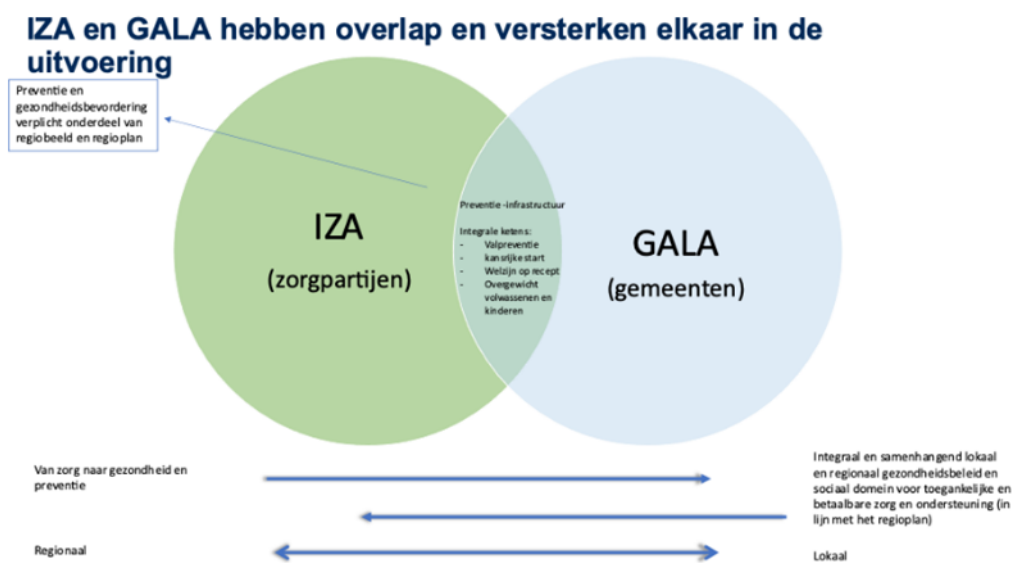 IZA en GALA hebben overlap en versterken elkaar in de
uitvoering
Preventie en
gezondheidsbevordering
verplicht onderdeel van
regiobeeld en regioplan
IZA
(zorgpartijen)
Preventie -infrastructuur
Integrale ketens:
- Valpreventie
- kansrijke start
- Welzijn op recept
- Overgewicht
volwassenen en
kinderen
GALA
(gemeenten)
Van zorg naar gezondheid en
preventie
Integraal en samenhangend lokaal
en regionaal gezondheidsbeleid en
sociaal domein voor toegankelijke en
betaalbare zorg en ondersteuning (in
lijn met het regioplan)
Regionaal
Lokaal